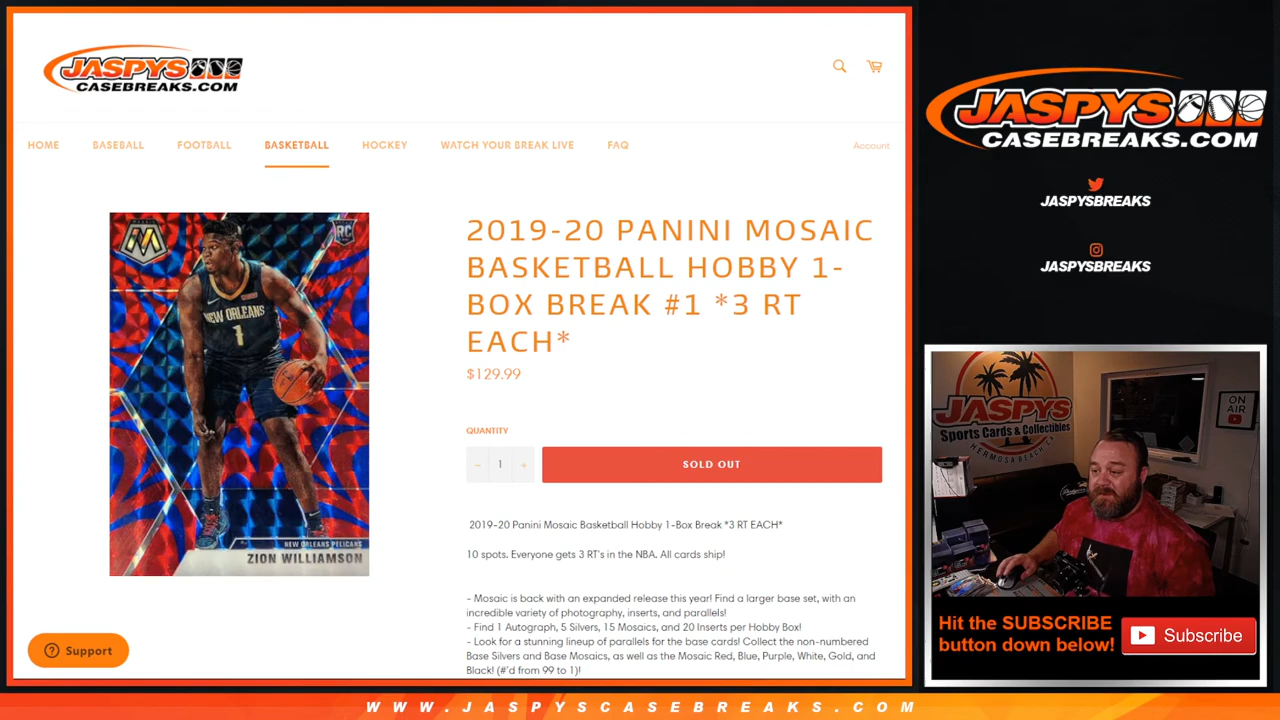 JASPYS
CASEBREAKS.COM
HOME
BASEBALL
FOOTBALL
BASKETBALL
HOCKEY
WATCH YOUR BREAK LIVE
FAQ
Account
M
RC
NEW ORLEANS
1
NEW ORLEANS PELICANS
ZION WILLIAMSON
2019-20 PANINI MOSAIC
BASKETBALL HOBBY 1-
BOX BREAK #1 *3 RT
EACH*
$129.99
QUANTITY
− 1 +
SOLD OUT
2019-20 Panini Mosaic Basketball Hobby 1-Box Break *3 RT EACH*
10 spots. Everyone gets 3 RT's in the NBA. All cards ship!
- Mosaic is back with an expanded release this year! Find a larger base set, with an
incredible variety of photography, inserts, and parallels!
- Find 1 Autograph, 5 Silvers, 15 Mosaics, and 20 Inserts per Hobby Box!
- Look for a stunning lineup of parallels for the base cards! Collect the non-numbered
Base Silvers and Base Mosaics, as well as the Mosaic Red, Blue, Purple, White, Gold, and
Black! (#'d from 99 to 1)!
Support
JASPYS
CASEBREAKS.COM
JASPYSBREAKS
JASPYSBREAKS
JASPYS
Sports Cards & Collectibles
HERMOSA BEACH, CA
ON
AIR
Hit the SUBSCRIBE
button down below!
Subscribe
WWW.JASPYSCASEBREAKS.COM